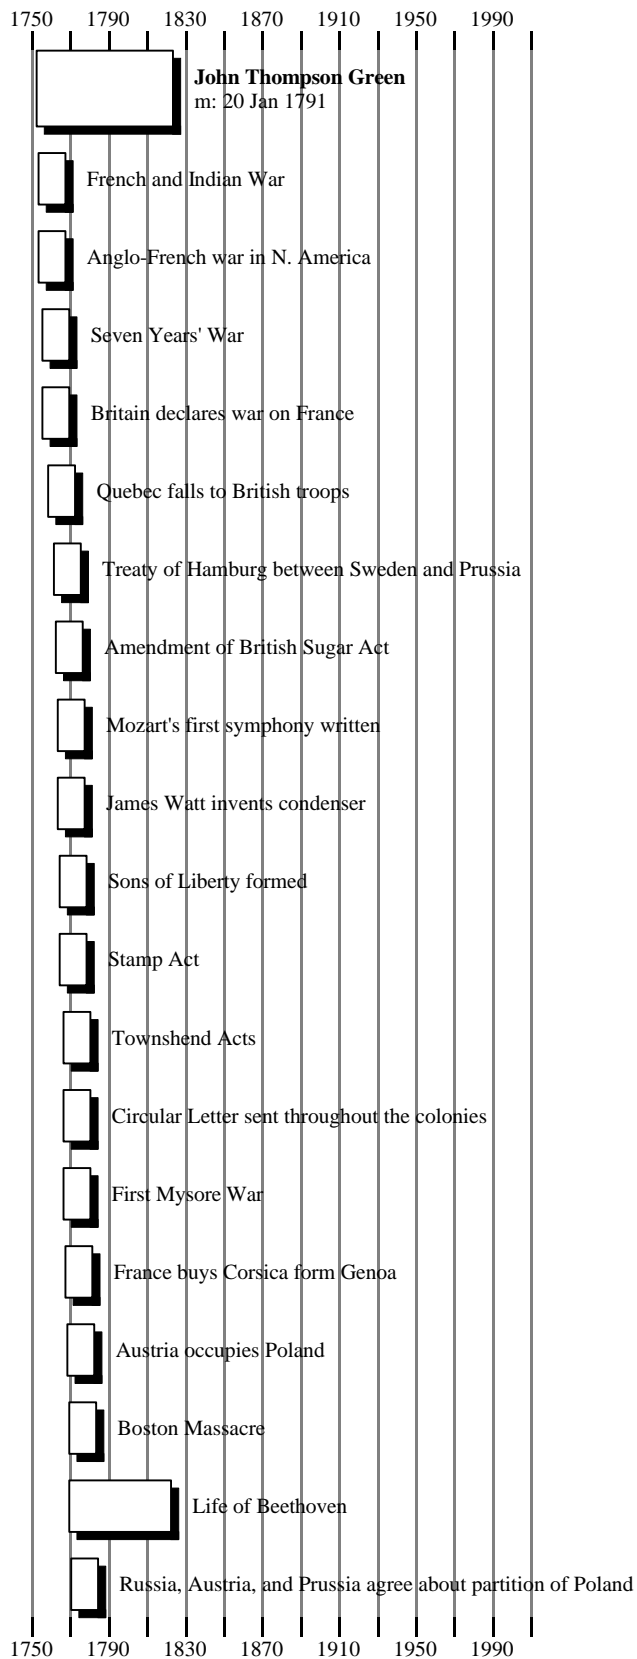 1750 1790 1830 1870 1910 1950 1990
John Thompson Green
m: 20 Jan 1791
French and Indian War
Anglo-French war in N. America
Seven Years' War
Britain declares war on France
Quebec falls to British troops
Treaty of Hamburg between Sweden and Prussia
Amendment of British Sugar Act
Mozart's first symphony written
James Watt invents condenser
Sons of Liberty formed
Stamp Act
Townshend Acts
Circular Letter sent throughout the colonies
First Mysore War
France buys Corsica form Genoa
Austria occupies Poland
Boston Massacre
Life of Beethoven
Russia, Austria, and Prussia agree about partition of Poland
1750 1790 1830 1870 1910 1950 1990